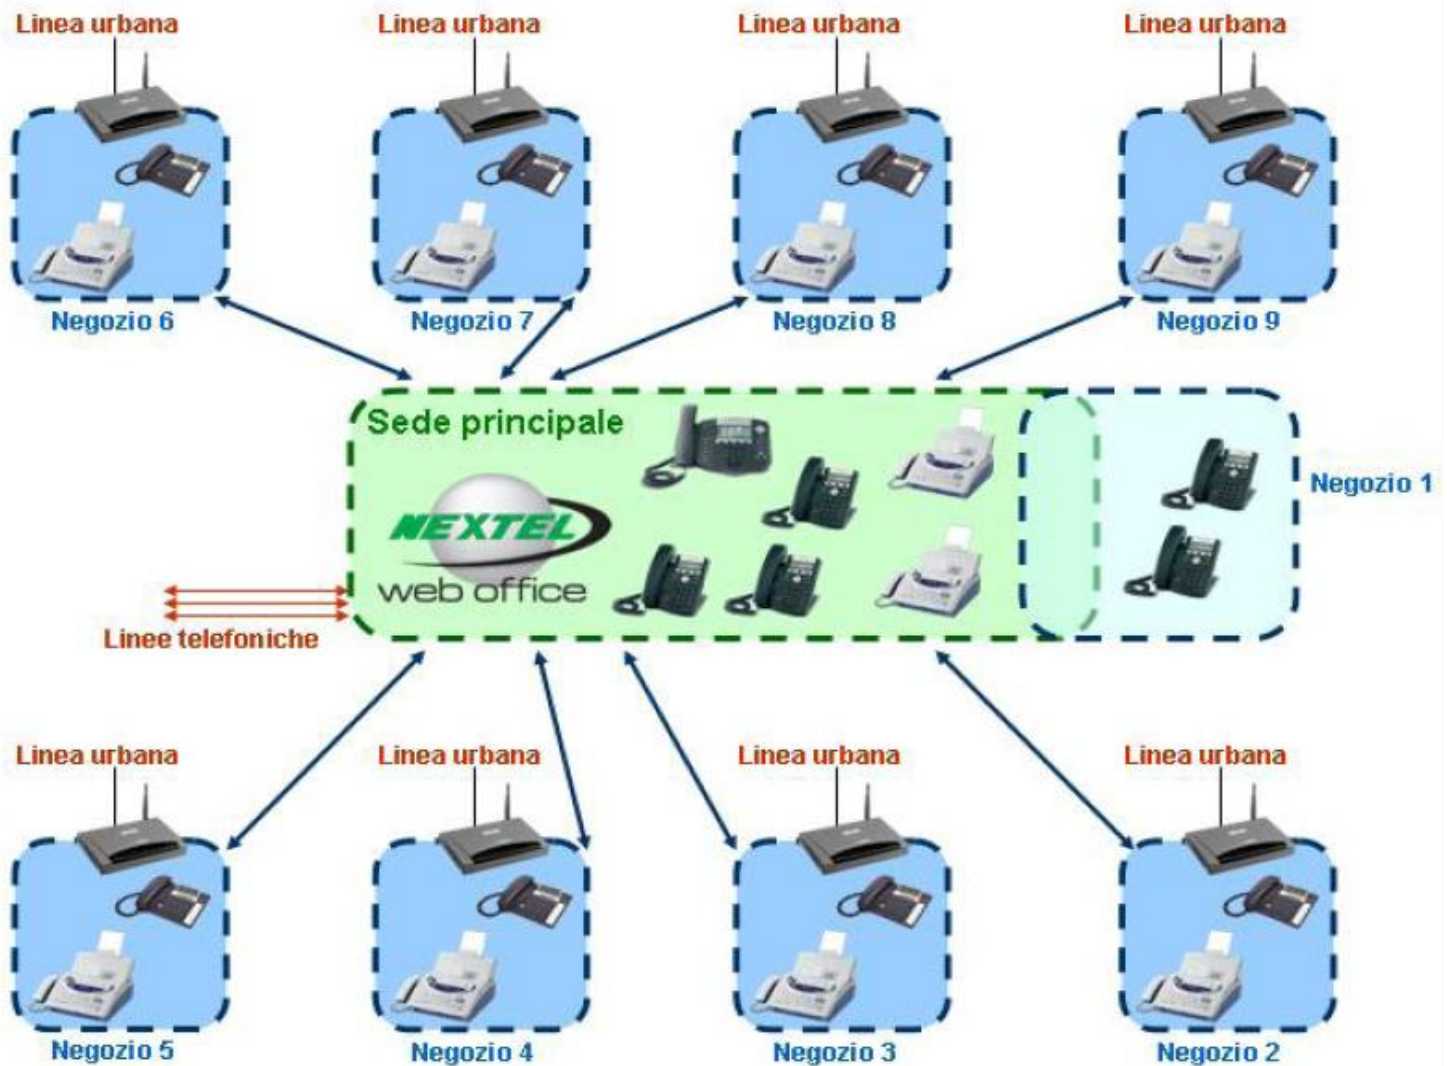 Linea urbana
Linea urbana
Linea urbana
Linea urbana
Negozio 6
Negozio 7
Negozio 8
Negozio 9
Sede principale
NEXTEL
web office
Negozio 1
Linee telefoniche
Linea urbana
Linea urbana
Linea urbana
Linea urbana
Negozio 5
Negozio 4
Negozio 3
Negozio 2